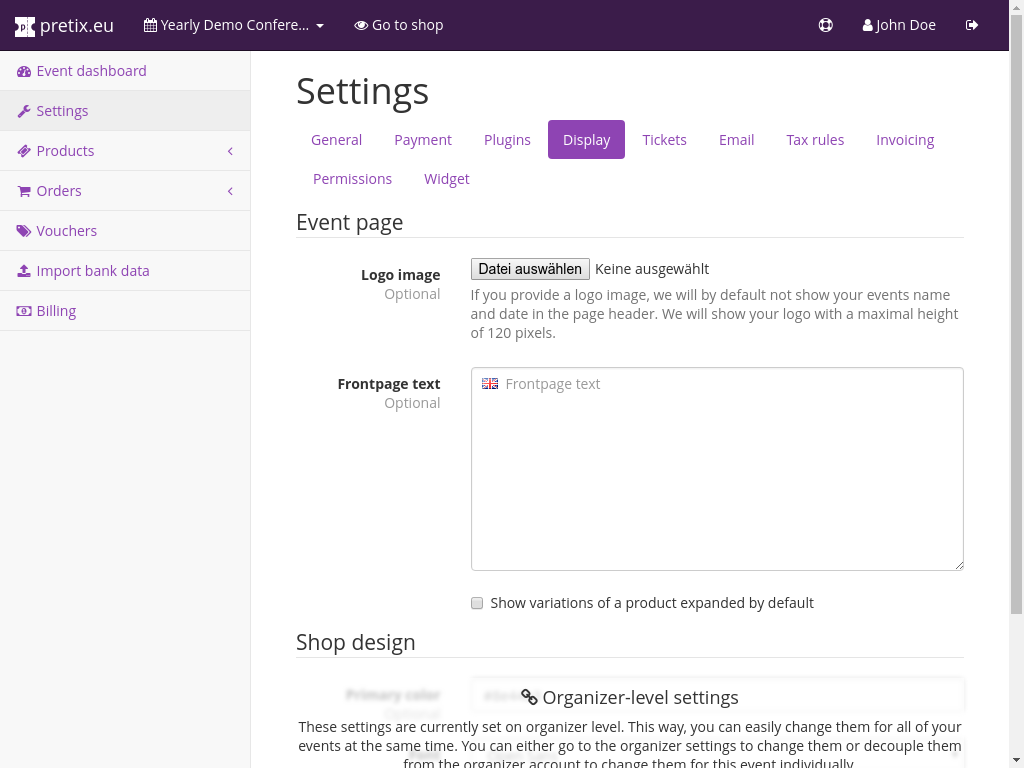 pretix.eu Yearly Demo Confere... Go to shop John Doe
Event dashboard
Settings
Products
Orders
Vouchers
Import bank data
Billing
Settings
General Payment Plugins Display Tickets Email Tax rules Invoicing
Permissions Widget
Event page
Logo image Datei auswählen Keine ausgewählt
Optional
If you provide a logo image, we will by default not show your events name
and date in the page header. We will show your logo with a maximal height
of 120 pixels.
Frontpage text Frontpage text
Optional
Show variations of a product expanded by default
Shop design
Primary color
Optional
Organizer-level settings
These settings are currently set on organizer level. This way, you can easily change them for all of your
events at the same time. You can either go to the organizer settings to change them or decouple them
from the organizer account to change them for this event individually.